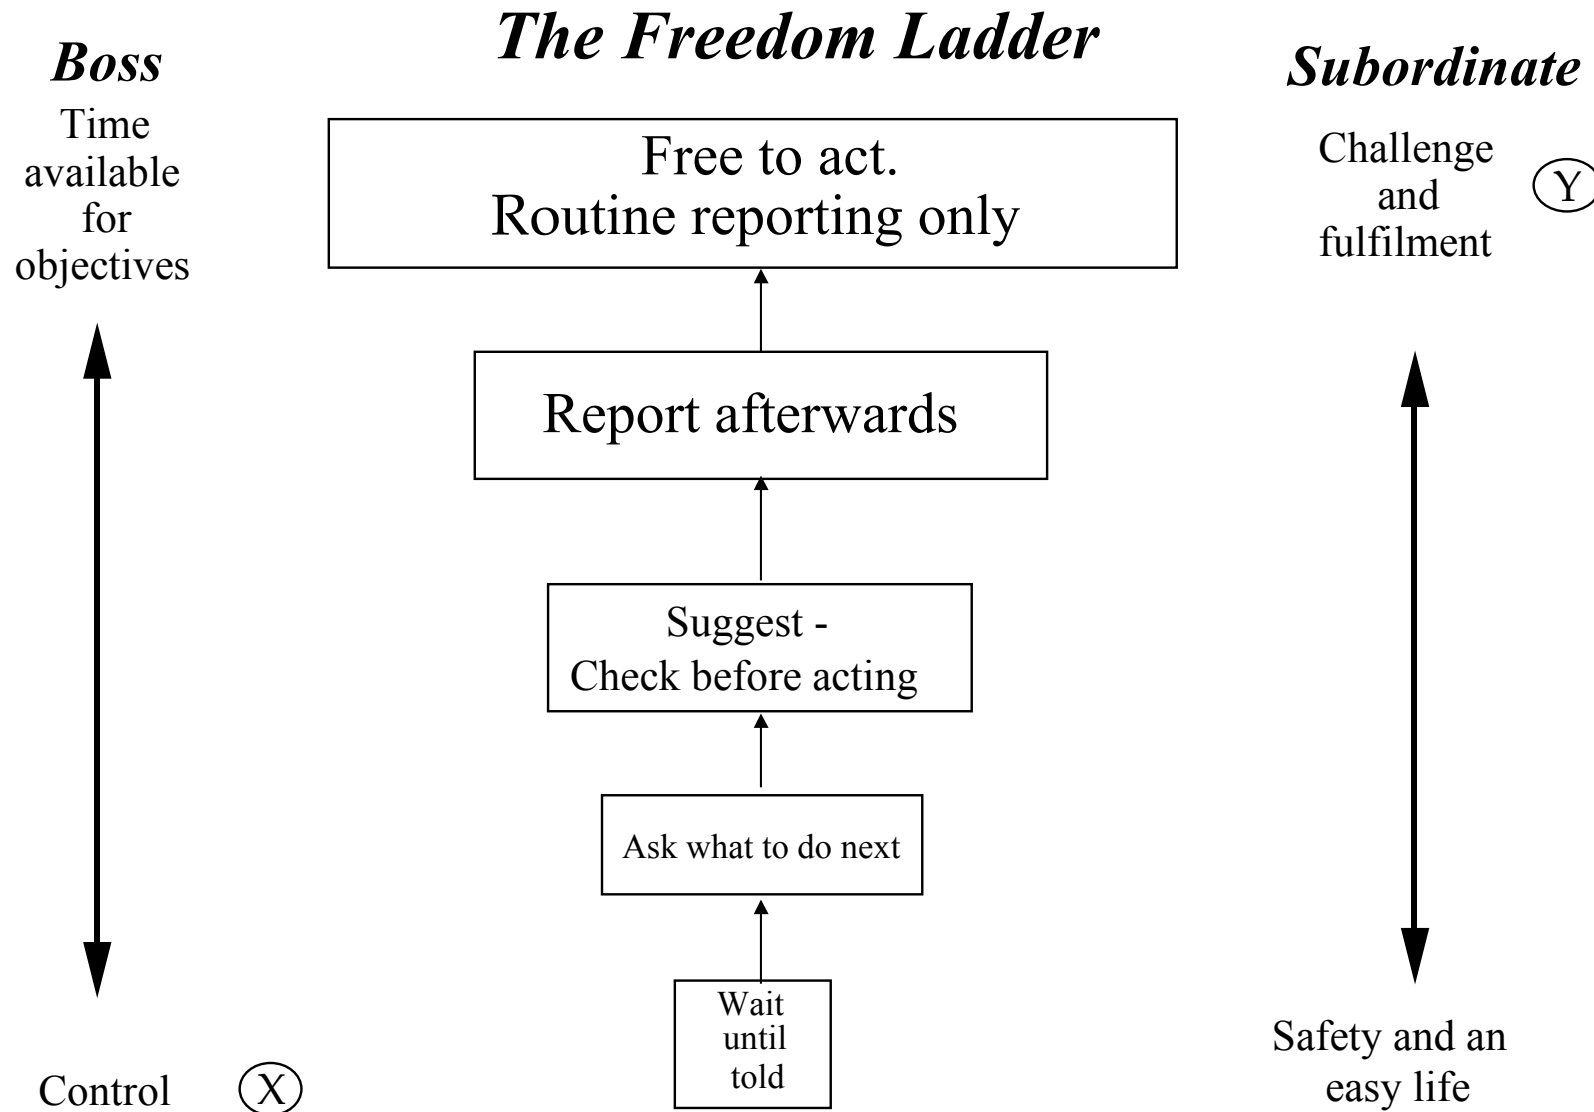 The Freedom Ladder
Boss
Time
available
for
objectives
Control
X
Free to act.
Routine reporting only
Report afterwards
Suggest -
Check before acting
Ask what to do next
Wait
until
told
Subordinate
Challenge
and
fulfilment
Y
Safety and an
easy life